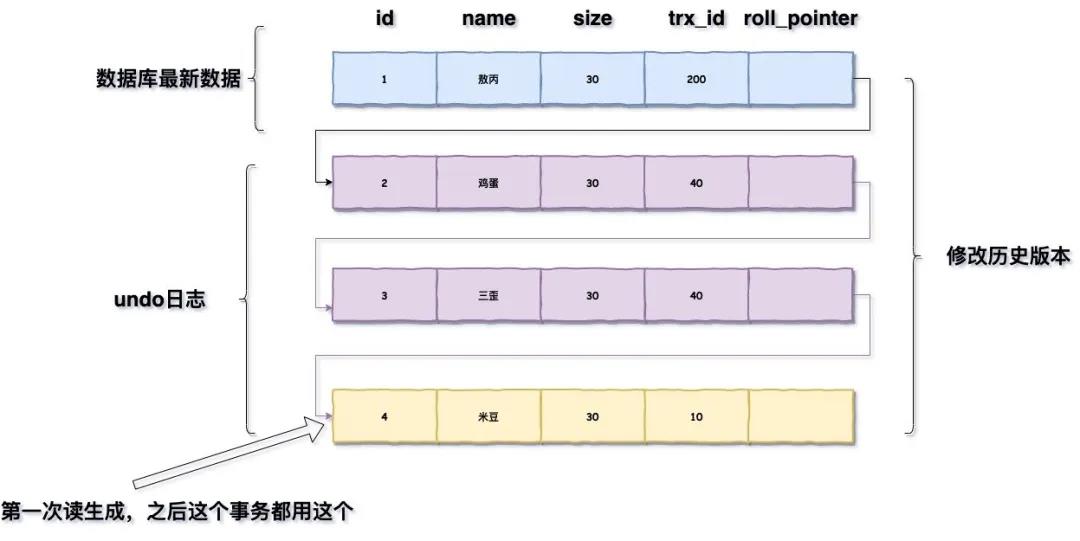 id name size trx_id roll_pointer
数据库最新数据
1 敖丙 30 200
2 鸡蛋 30 40
修改历史版本
undo日志
3 三歪 30 40
4 米豆 30 10
第一次读生成，之后这个事务都用这个